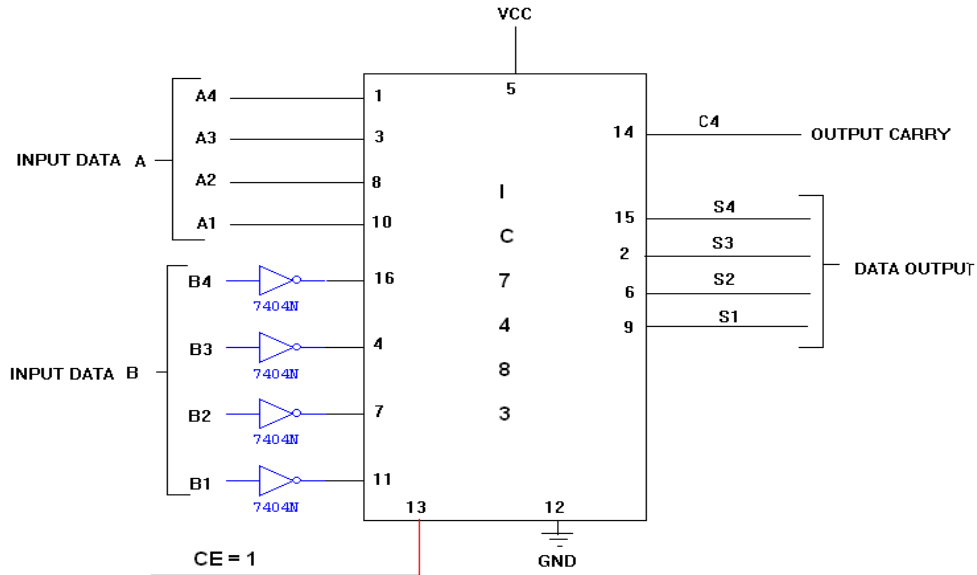 VCC
5
A4 1
A3 3
INPUT DATA A
A2 8
A1 10
14 C4 OUTPUT CARRY
I
C
7
4
8
3
15 S4
2 S3
DATA OUTPUT
6 S2
9 S1
B4 16
7404N
B3 4
7404N
INPUT DATA B
B2 7
7404N
B1 11
7404N
13
12
CE = 1
GND